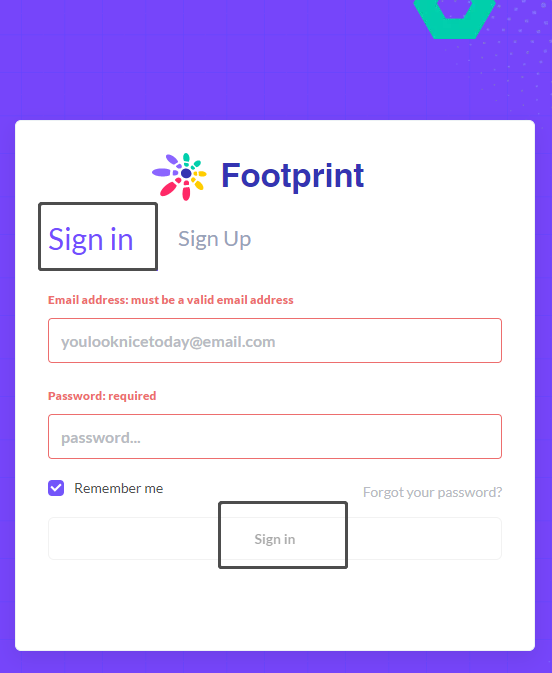 Footprint
Sign in Sign Up
Email address: must be a valid email address
youlooknicetoday@email.com
Password: required
password...
Remember me Forgot your password?
Sign in